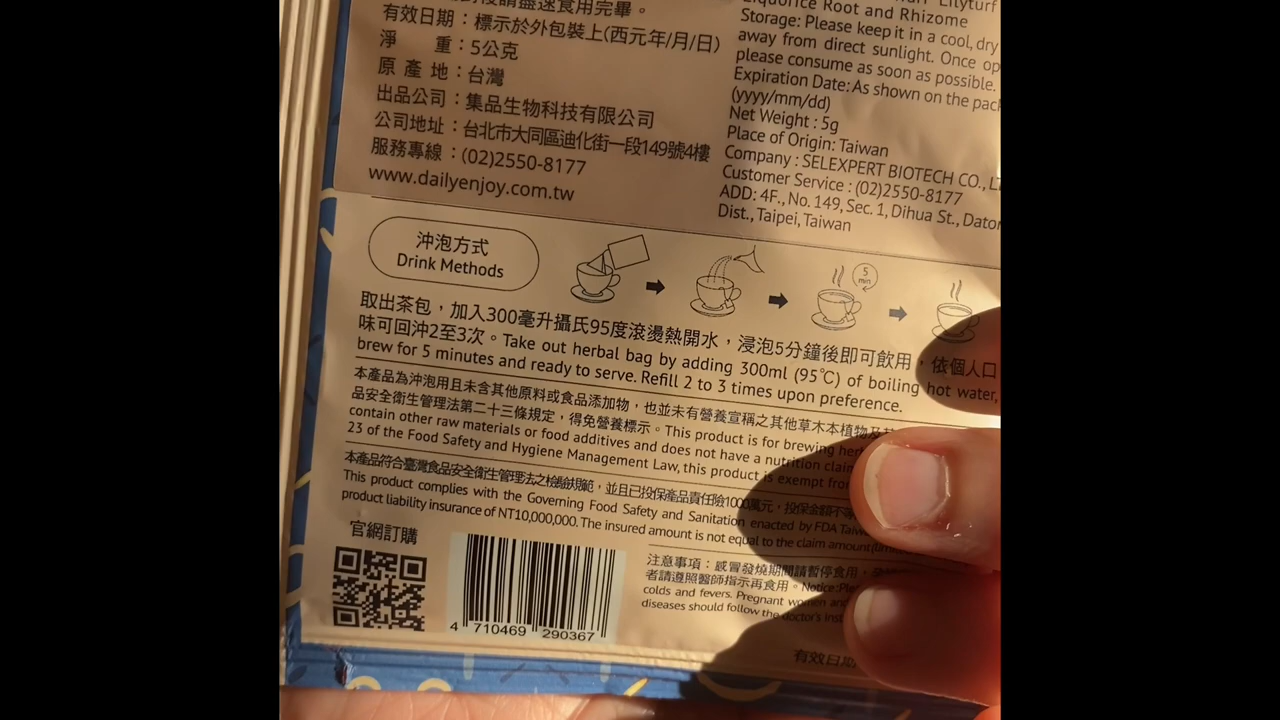 有效日期：標示於外包裝上(西元年/月/日)
淨　　重：5公克
原 產 地：台灣
出品公司：集品生物科技有限公司
公司地址：台北市大同區迪化街一段149號4樓
服務專線：(02)2550-8177
www.dailyenjoy.com.tw
Liquorice Root and Rhizome
Storage: Please keep it in a cool, dry
away from direct sunlight. Once
please consume as soon as possible.
Expiration Date: As shown on the
(yyyy/mm/dd)
Net Weight : 5g
Place of Origin: Taiwan
Company : SELEXPERT BIOTECH CO.,
Customer Service : (02)2550-8177
ADD: 4F., No. 149, Sec. 1, Dihua St.,
Dist., Taipei, Taiwan
沖泡方式
Drink Methods
5
min
取出茶包，加入300毫升攝氏95度滾燙熱開水，浸泡5分鐘後即可飲用，依個人口
味可回沖2至3次。Take out herbal bag by adding 300ml (95℃) of boiling hot water,
brew for 5 minutes and ready to serve. Refill 2 to 3 times upon preference.
本產品為沖泡用且未含其他原料或食品添加物，也並未有營養宣稱之其他草木本植物及
品安全衛生管理法第二十三條規定，得免營養標示。This product is for brewing
contain other raw materials or food additives and does not have a nutrition claim
23 of the Food Safety and Hygiene Management Law, this product is exempt
本產品符合臺灣食品安全衛生管理法之檢驗規範，並且已投保產品責任險1000萬元，投保金額不
This product complies with the Governing Food Safety and Sanitation enacted by FDA
product liability insurance of NT10,000,000. The insured amount is not equal to the claim amount
官網訂購
4 710469 290367
注意事項：感冒發燒期間請暫停食用，
者請遵照醫師指示再食用。Notice:
colds and fevers. Pregnant women
diseases should follow the doctor's
有效日期